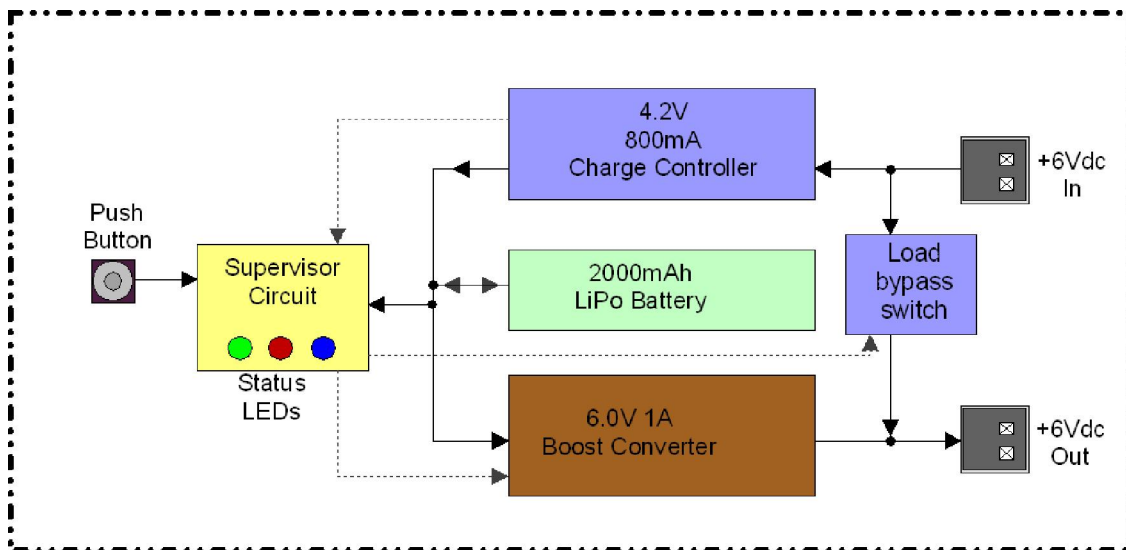 4.2V
800mA
Charge Controller
+6Vdc
In
Push
Button
Supervisor
Circuit
2000mAh
LiPo Battery
Load
bypass
switch
Status
LEDs
6.0V 1A
Boost Converter
+6Vdc
Out